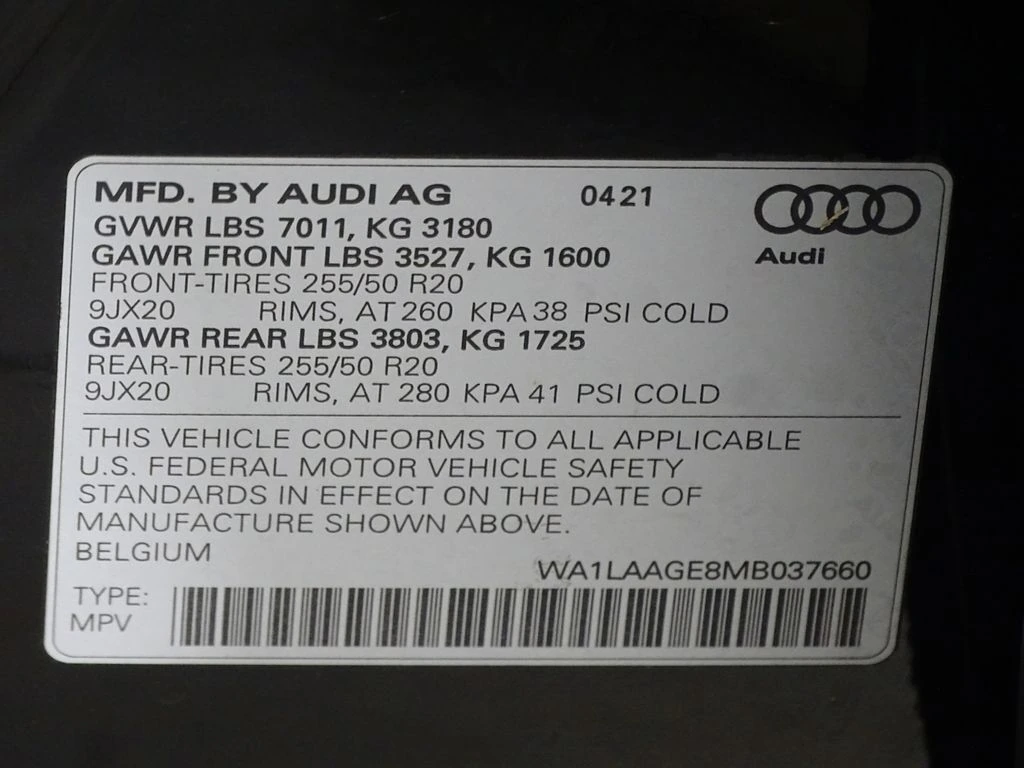 MFD. BY AUDI AG 0421
GVWR LBS 7011, KG 3180
GAWR FRONT LBS 3527, KG 1600
FRONT-TIRES 255/50 R20
9JX20 RIMS, AT 260 KPA 38 PSI COLD
GAWR REAR LBS 3803, KG 1725
REAR-TIRES 255/50 R20
9JX20 RIMS, AT 280 KPA 41 PSI COLD
Audi
THIS VEHICLE CONFORMS TO ALL APPLICABLE
U.S. FEDERAL MOTOR VEHICLE SAFETY
STANDARDS IN EFFECT ON THE DATE OF
MANUFACTURE SHOWN ABOVE.
BELGIUM
WA1LAAGE8MB037660
TYPE:
MPV